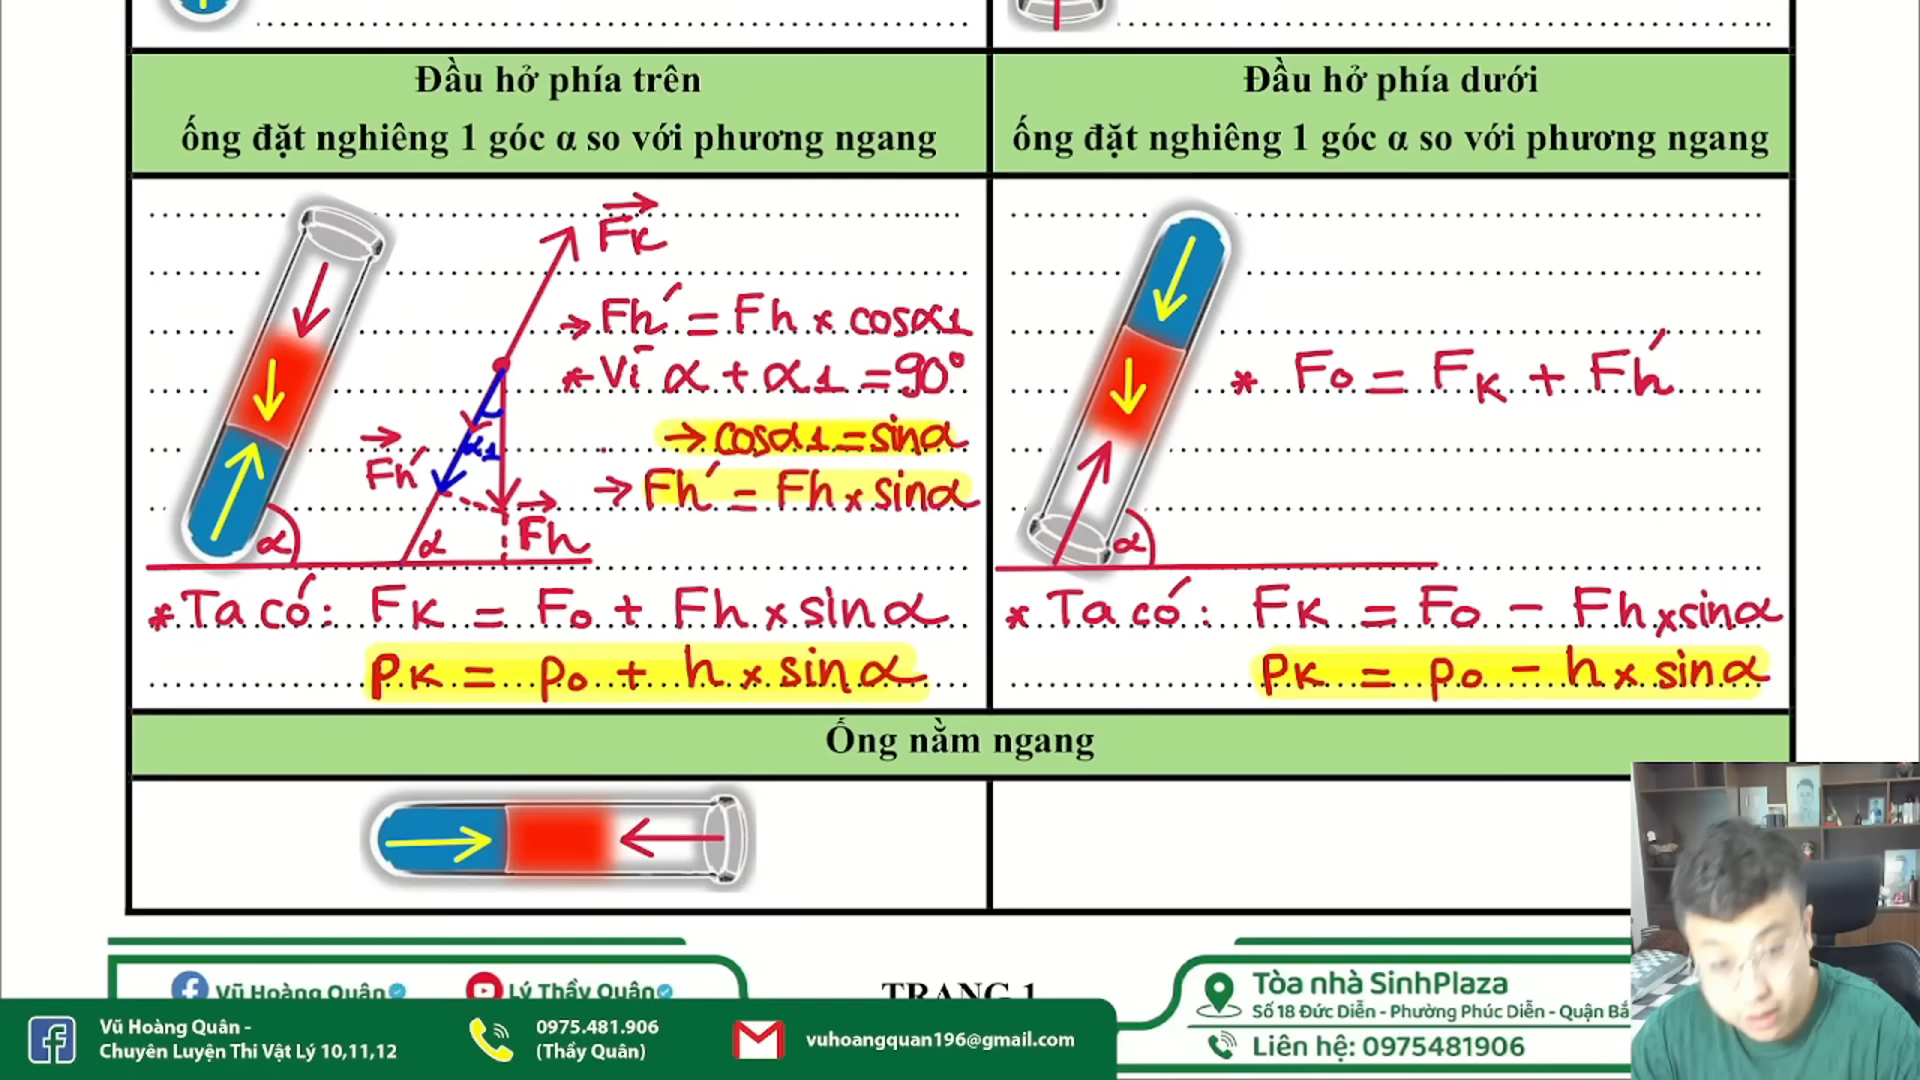 Đầu hở phía trên
ống đặt nghiêng 1 góc α so với phương ngang
Đầu hở phía dưới
ống đặt nghiêng 1 góc α so với phương ngang
Fk
→ Fh' = Fh x cosα1
* Vì α + α1 = 90°
→ cosα1 = sinα
→ Fh' = Fh x sinα
α1
Fh'
Fh
α
α
* Ta có: Fk = Fo + Fh x sinα
pk = po + h x sinα
* Fo = Fk + Fh'
α
* Ta có: Fk = Fo - Fh x sinα
pk = po - h x sinα
Ống nằm ngang
Vũ Hoàng Quân
Lý Thầy Quân
TRANG 1
Tòa nhà SinhPlaza
Số 18 Đức Diễn - Phường Phúc Diễn - Quận Bắ
Liên hệ: 0975481906
Vũ Hoàng Quân -
Chuyên Luyện Thi Vật Lý 10,11,12
0975.481.906
(Thầy Quân)
vuhoangquan196@gmail.com